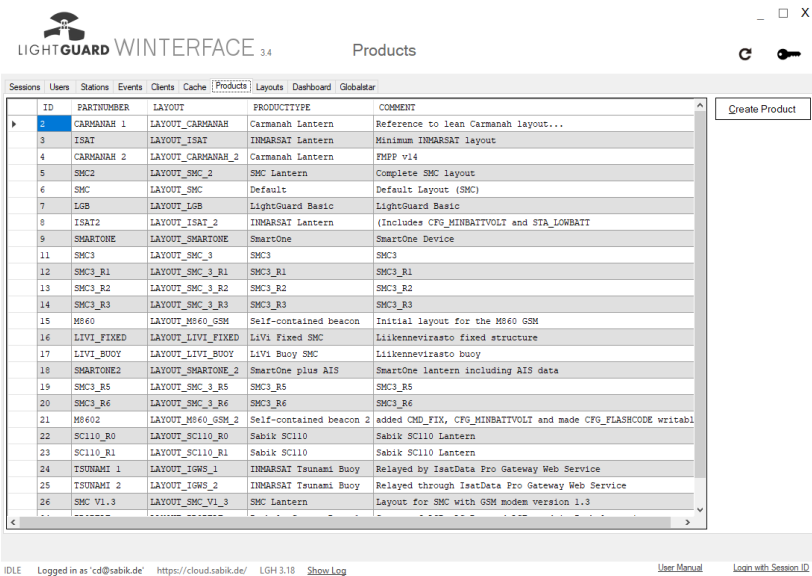 _ □ X
LIGHTGUARD WINTERFACE 3.4 Products
Sessions Users Stations Events Clients Cache Products Layouts Dashboard Globalstar
Create Product
ID PARTNUMBER LAYOUT PRODUCTTYPE COMMENT
2 CARMANAH 1 LAYOUT_CARMANAH Carmanah Lantern Reference to lean Carmanah layout...
3 ISAT LAYOUT_ISAT INMARSAT Lantern Minimum INMARSAT layout
4 CARMANAH 2 LAYOUT_CARMANAH_2 Carmanah Lantern FMPP v14
5 SMC2 LAYOUT_SMC_2 SMC Lantern Complete SMC layout
6 SMC LAYOUT_SMC Default Default Layout (SMC)
7 LGB LAYOUT_LGB LightGuard Basic LightGuard Basic
8 ISAT2 LAYOUT_ISAT_2 INMARSAT Lantern (Includes CFG_MINBATTVOLT and STA_LOWBATT
9 SMARTONE LAYOUT_SMARTONE SmartOne SmartOne Device
11 SMC3 LAYOUT_SMC_3 SMC3 SMC3
12 SMC3_R1 LAYOUT_SMC_3_R1 SMC3_R1 SMC3_R1
13 SMC3_R2 LAYOUT_SMC_3_R2 SMC3_R2 SMC3_R2
14 SMC3_R3 LAYOUT_SMC_3_R3 SMC3_R3 SMC3_R3
15 M860 LAYOUT_M860_GSM Self-contained beacon Initial layout for the M860 GSM
16 LIVI_FIXED LAYOUT_LIVI_FIXED LiVi Fixed SMC Liikennevirasto fixed structure
17 LIVI_BUOY LAYOUT_LIVI_BUOY LiVi Buoy SMC Liikennevirasto buoy
18 SMARTONE2 LAYOUT_SMARTONE_2 SmartOne plus AIS SmartOne lantern including AIS data
19 SMC3_R5 LAYOUT_SMC_3_R5 SMC3_R5 SMC3_R5
20 SMC3_R6 LAYOUT_SMC_3_R6 SMC3_R6 SMC3_R6
21 M8602 LAYOUT_M860_GSM_2 Self-contained beacon 2 added CMD_FIX, CFG_MINBATTVOLT and made CFG_FLASHCODE writabl
22 SC110_R0 LAYOUT_SC110_R0 Sabik SC110 Sabik SC110 Lantern
23 SC110_R1 LAYOUT_SC110_R1 Sabik SC110 Sabik SC110 Lantern
24 TSUNAMI 1 LAYOUT_IGWS_1 INMARSAT Tsunami Buoy Relayed by IsatData Pro Gateway Web Service
25 TSUNAMI 2 LAYOUT_IGWS_2 INMARSAT Tsunami Buoy Relayed through IsatData Pro Gateway Web Service
26 SMC V1.3 LAYOUT_SMC_V1_3 SMC Lantern Layout for SMC with GSM modem version 1.3
IDLE Logged in as 'cd@sabik.de' https://cloud.sabik.de/ LGH 3.18 Show Log User Manual Login with Session ID